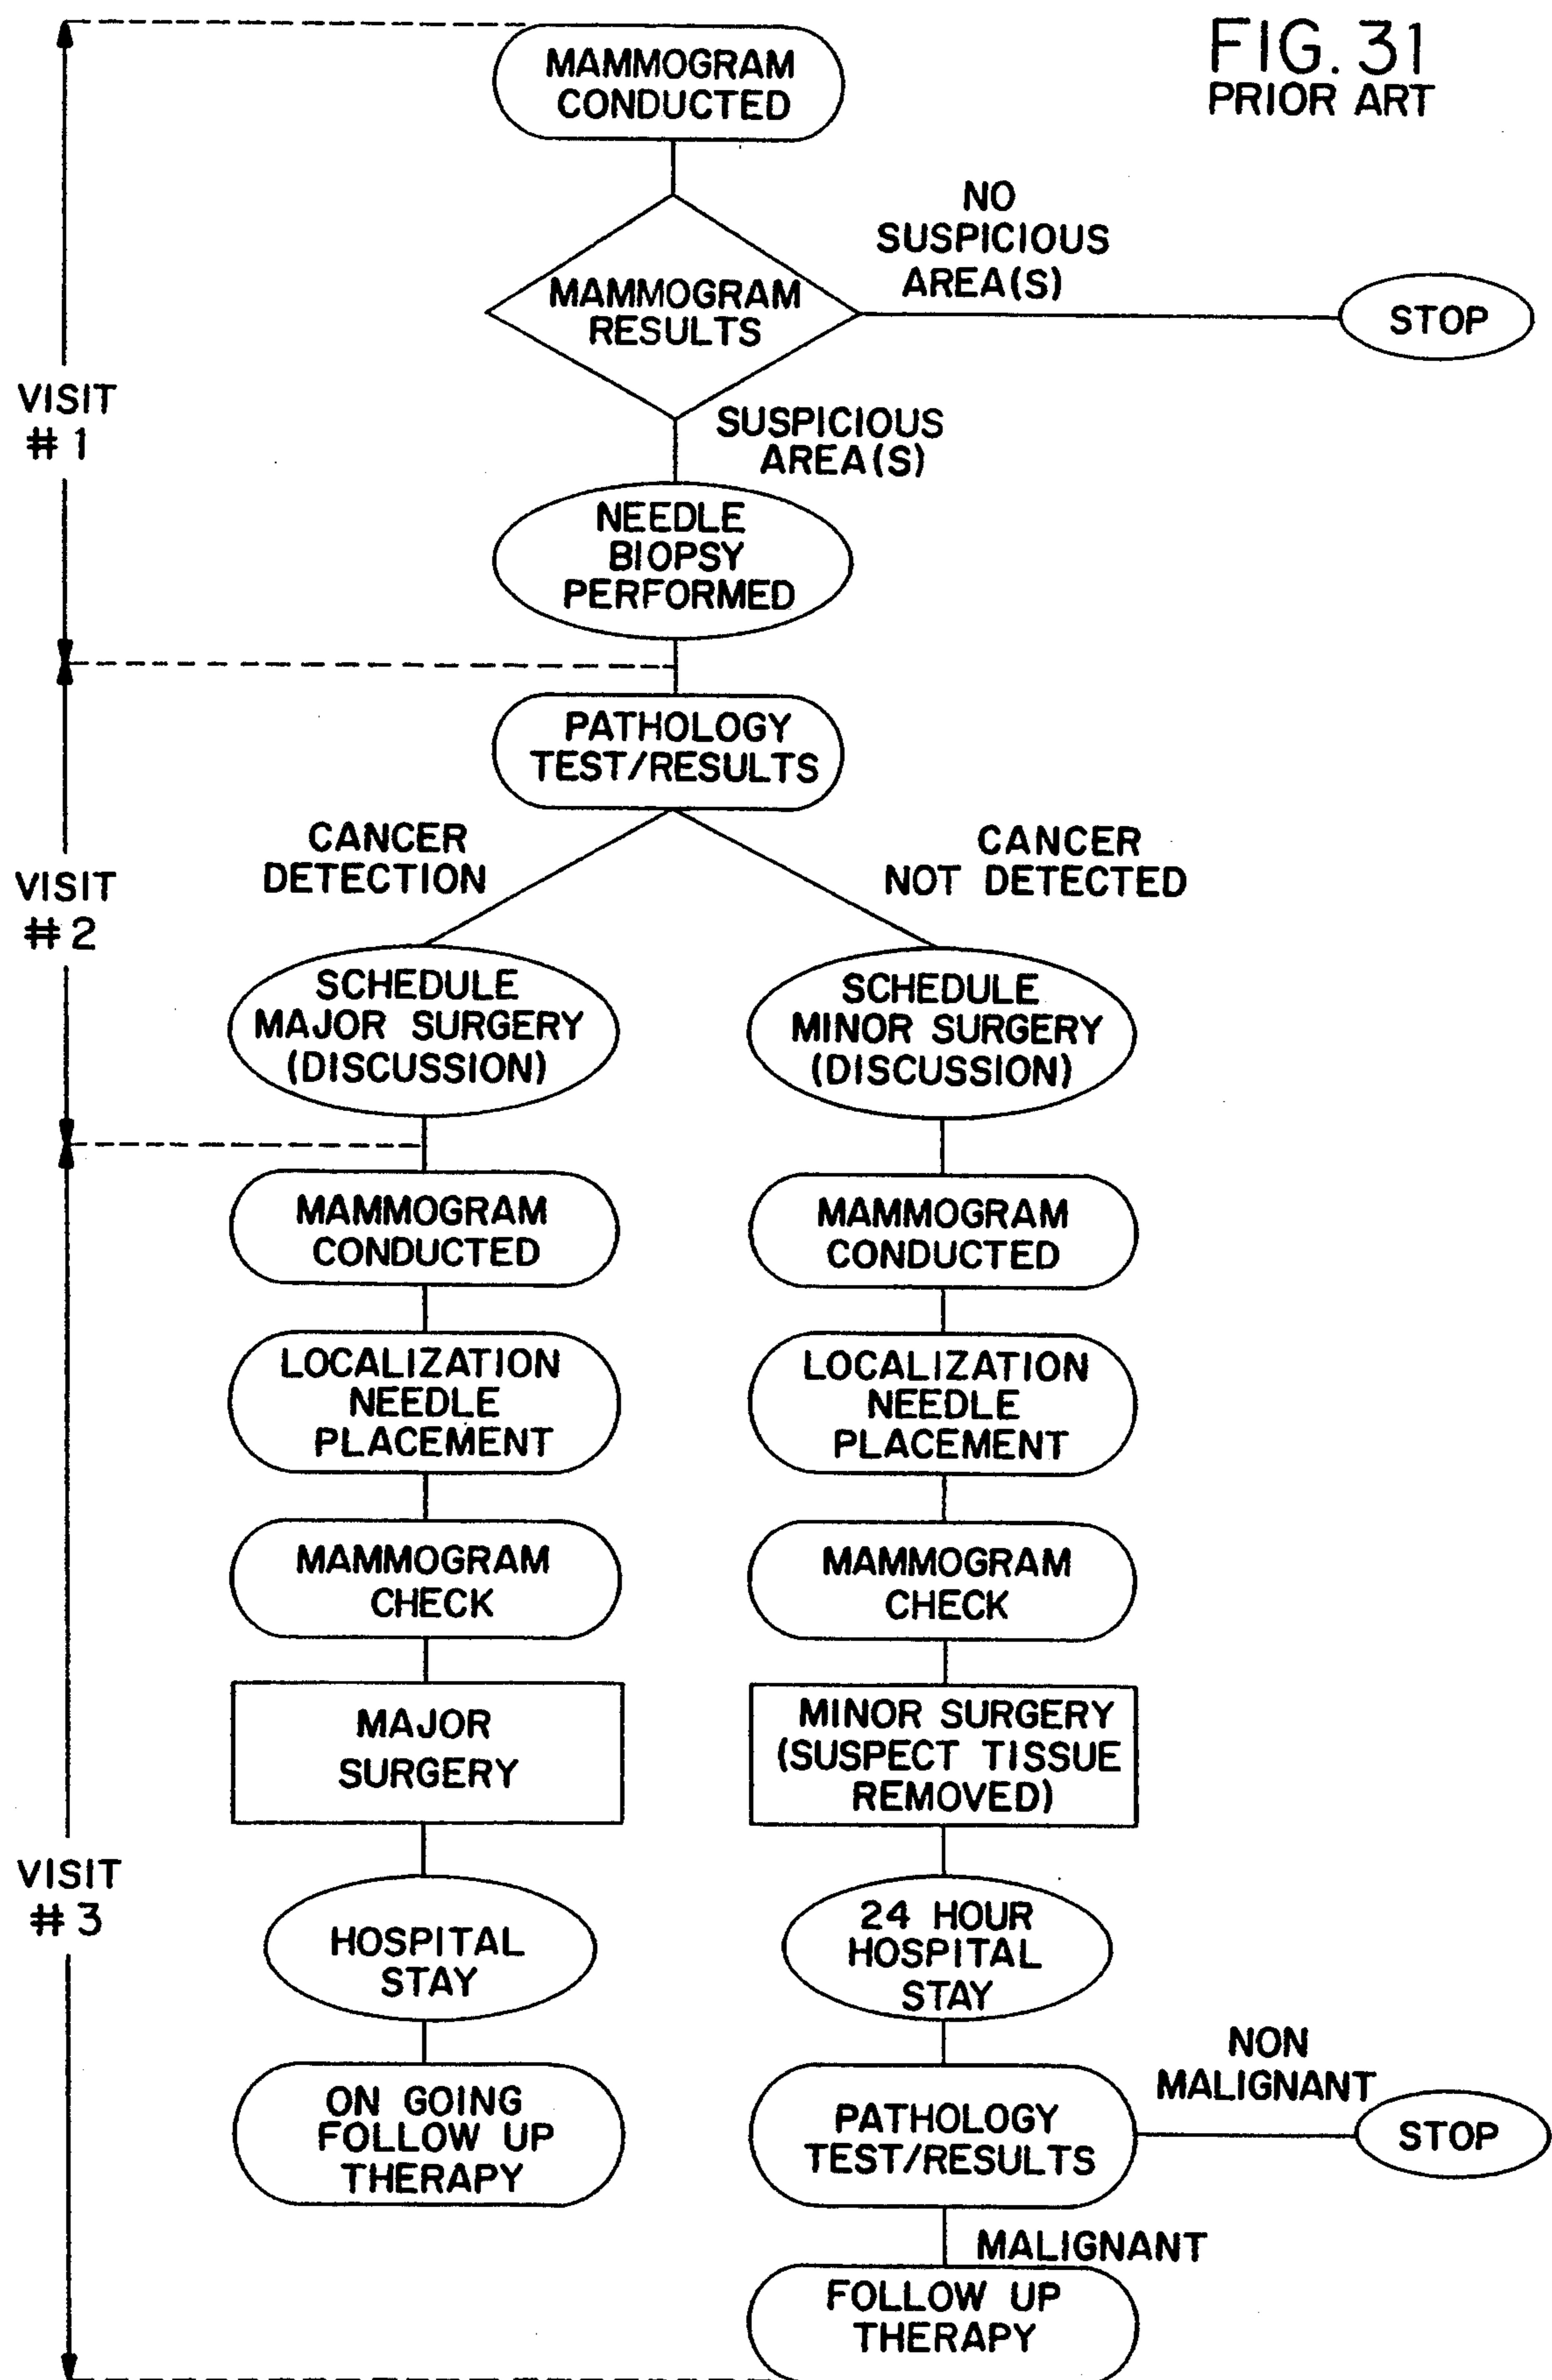 FIG. 31
PRIOR ART
MAMMOGRAM
CONDUCTED
NO
SUSPICIOUS
AREA(S)
MAMMOGRAM
RESULTS
STOP
VISIT
# 1
SUSPICIOUS
AREA(S)
NEEDLE
BIOPSY
PERFORMED
PATHOLOGY
TEST/RESULTS
CANCER
DETECTION
CANCER
NOT DETECTED
VISIT
#2
SCHEDULE
MAJOR SURGERY
(DISCUSSION)
SCHEDULE
MINOR SURGERY
(DISCUSSION)
MAMMOGRAM
CONDUCTED
MAMMOGRAM
CONDUCTED
LOCALIZATION
NEEDLE
PLACEMENT
LOCALIZATION
NEEDLE
PLACEMENT
MAMMOGRAM
CHECK
MAMMOGRAM
CHECK
MAJOR
SURGERY
MINOR SURGERY
(SUSPECT TISSUE
REMOVED)
VISIT
#3
HOSPITAL
STAY
24 HOUR
HOSPITAL
STAY
ON GOING
FOLLOW UP
THERAPY
PATHOLOGY
TEST/RESULTS
NON
MALIGNANT
STOP
MALIGNANT
FOLLOW UP
THERAPY